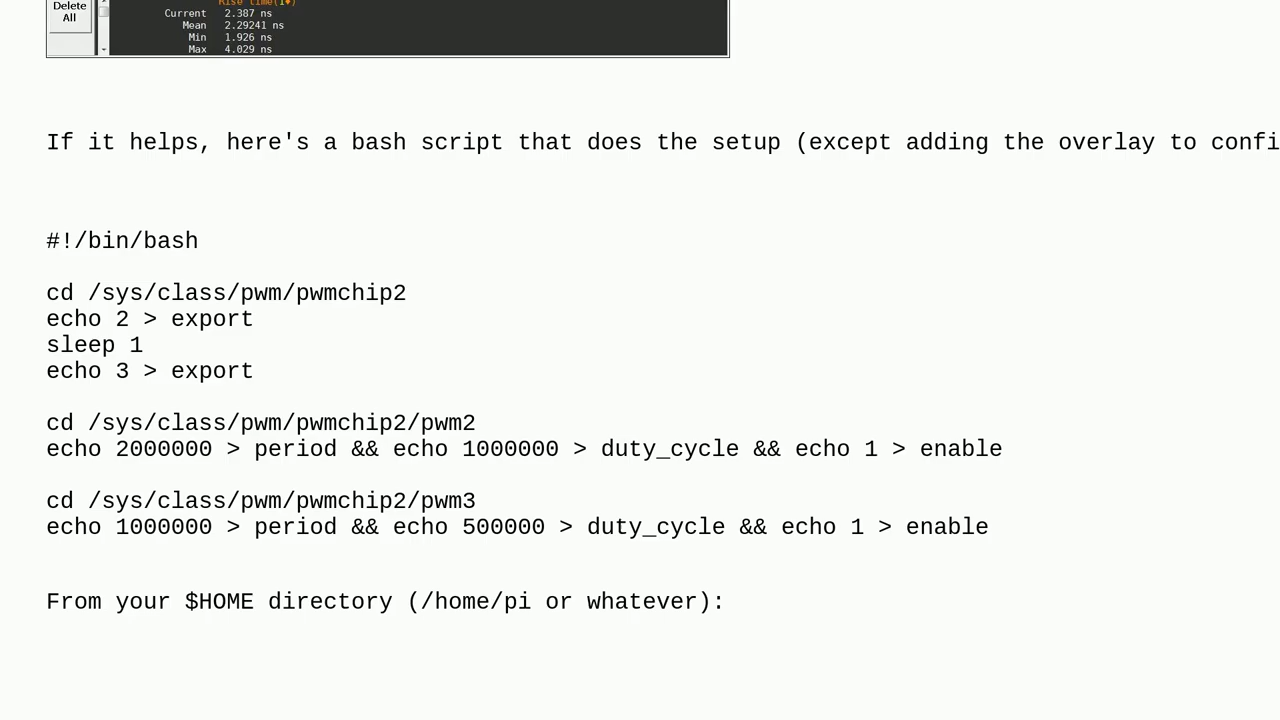 Delete
All
Rise time(1
Current 2.387 ns
Mean 2.29241 ns
Min 1.926 ns
Max 4.029 ns
If it helps, here's a bash script that does the setup (except adding the overlay to confi
#!/bin/bash
cd /sys/class/pwm/pwmchip2
echo 2 > export
sleep 1
echo 3 > export
cd /sys/class/pwm/pwmchip2/pwm2
echo 2000000 > period && echo 1000000 > duty_cycle && echo 1 > enable
cd /sys/class/pwm/pwmchip2/pwm3
echo 1000000 > period && echo 500000 > duty_cycle && echo 1 > enable
From your $HOME directory (/home/pi or whatever):